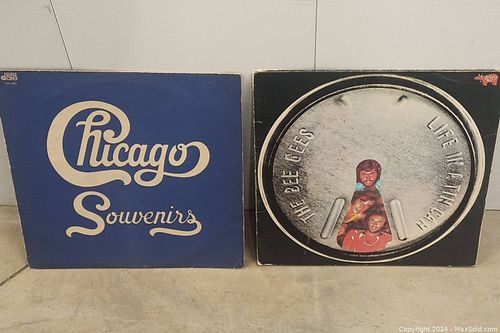 Chicago
Souvenirs
THE BEE GEES
LIFE IN A TIN CAN
Copyright 2024 - MaxSold.com